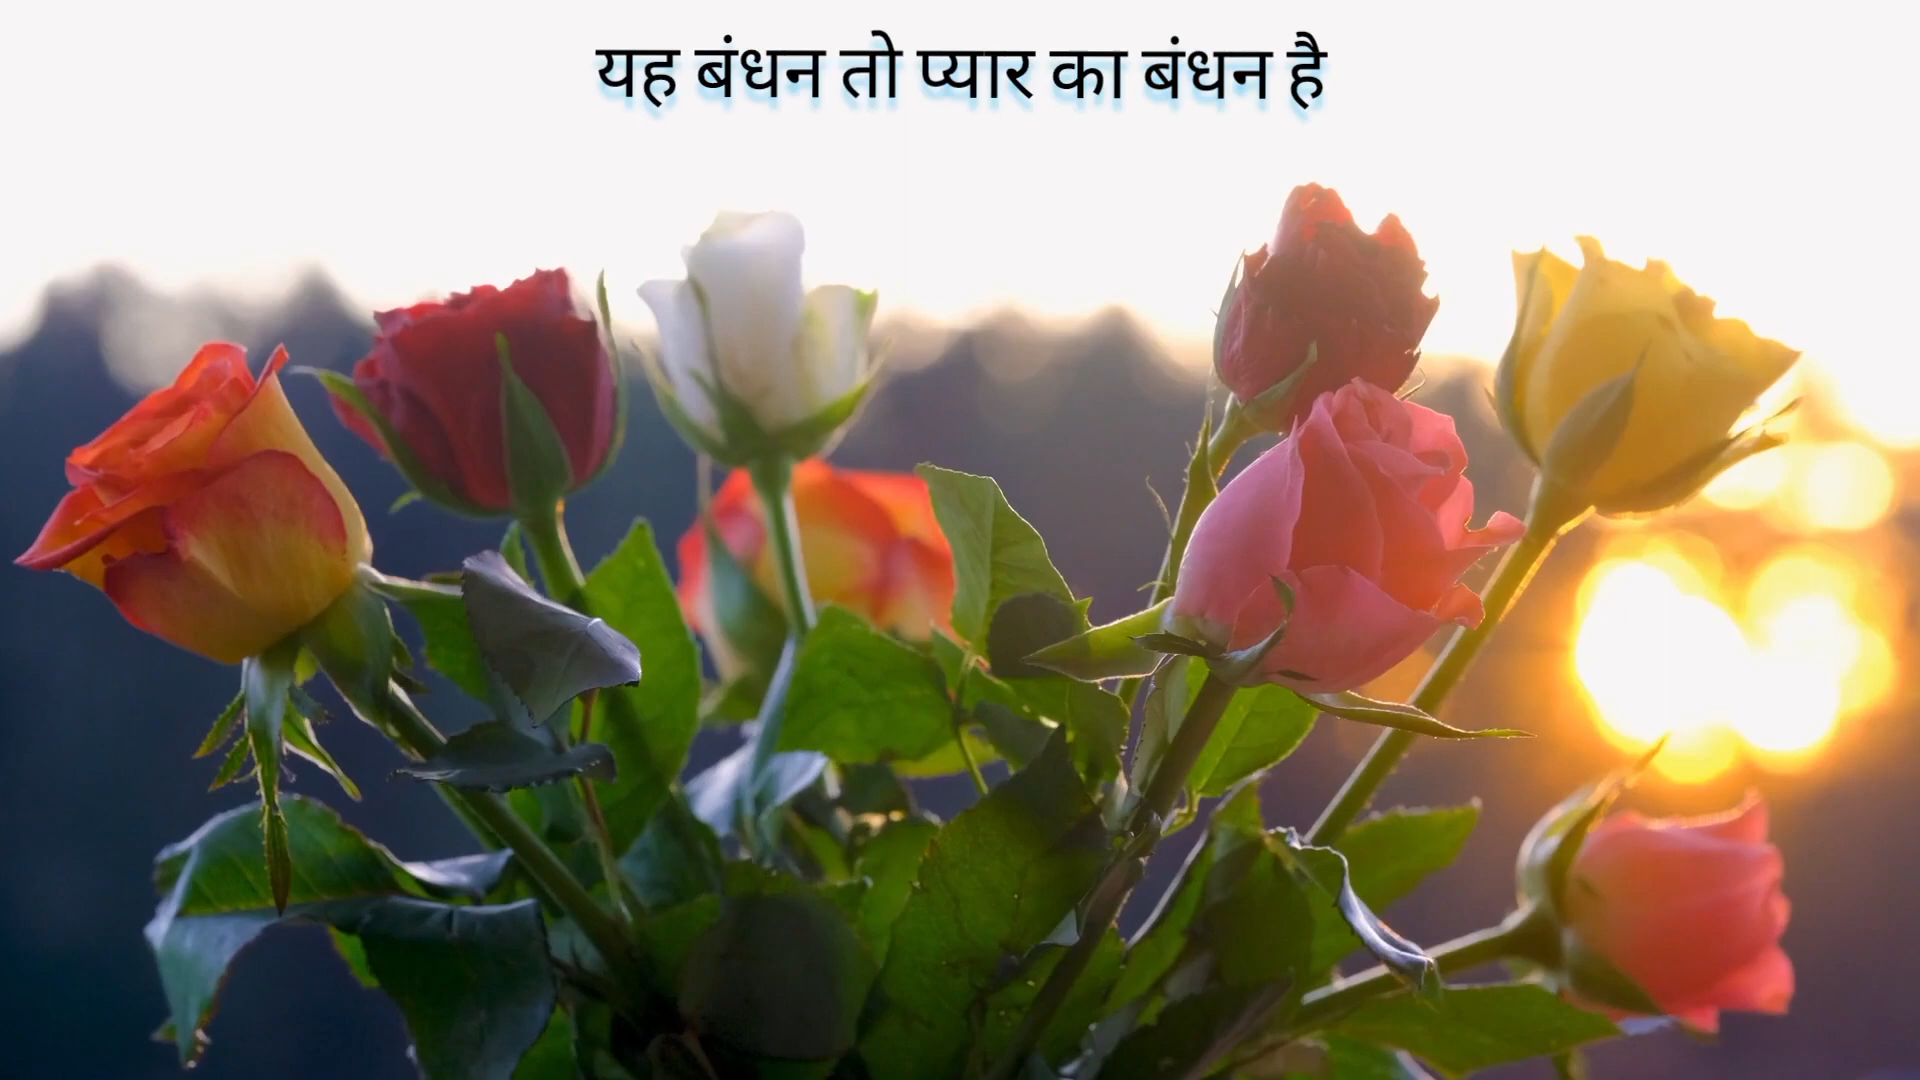 यह बंधन तो प्यार का बंधन है